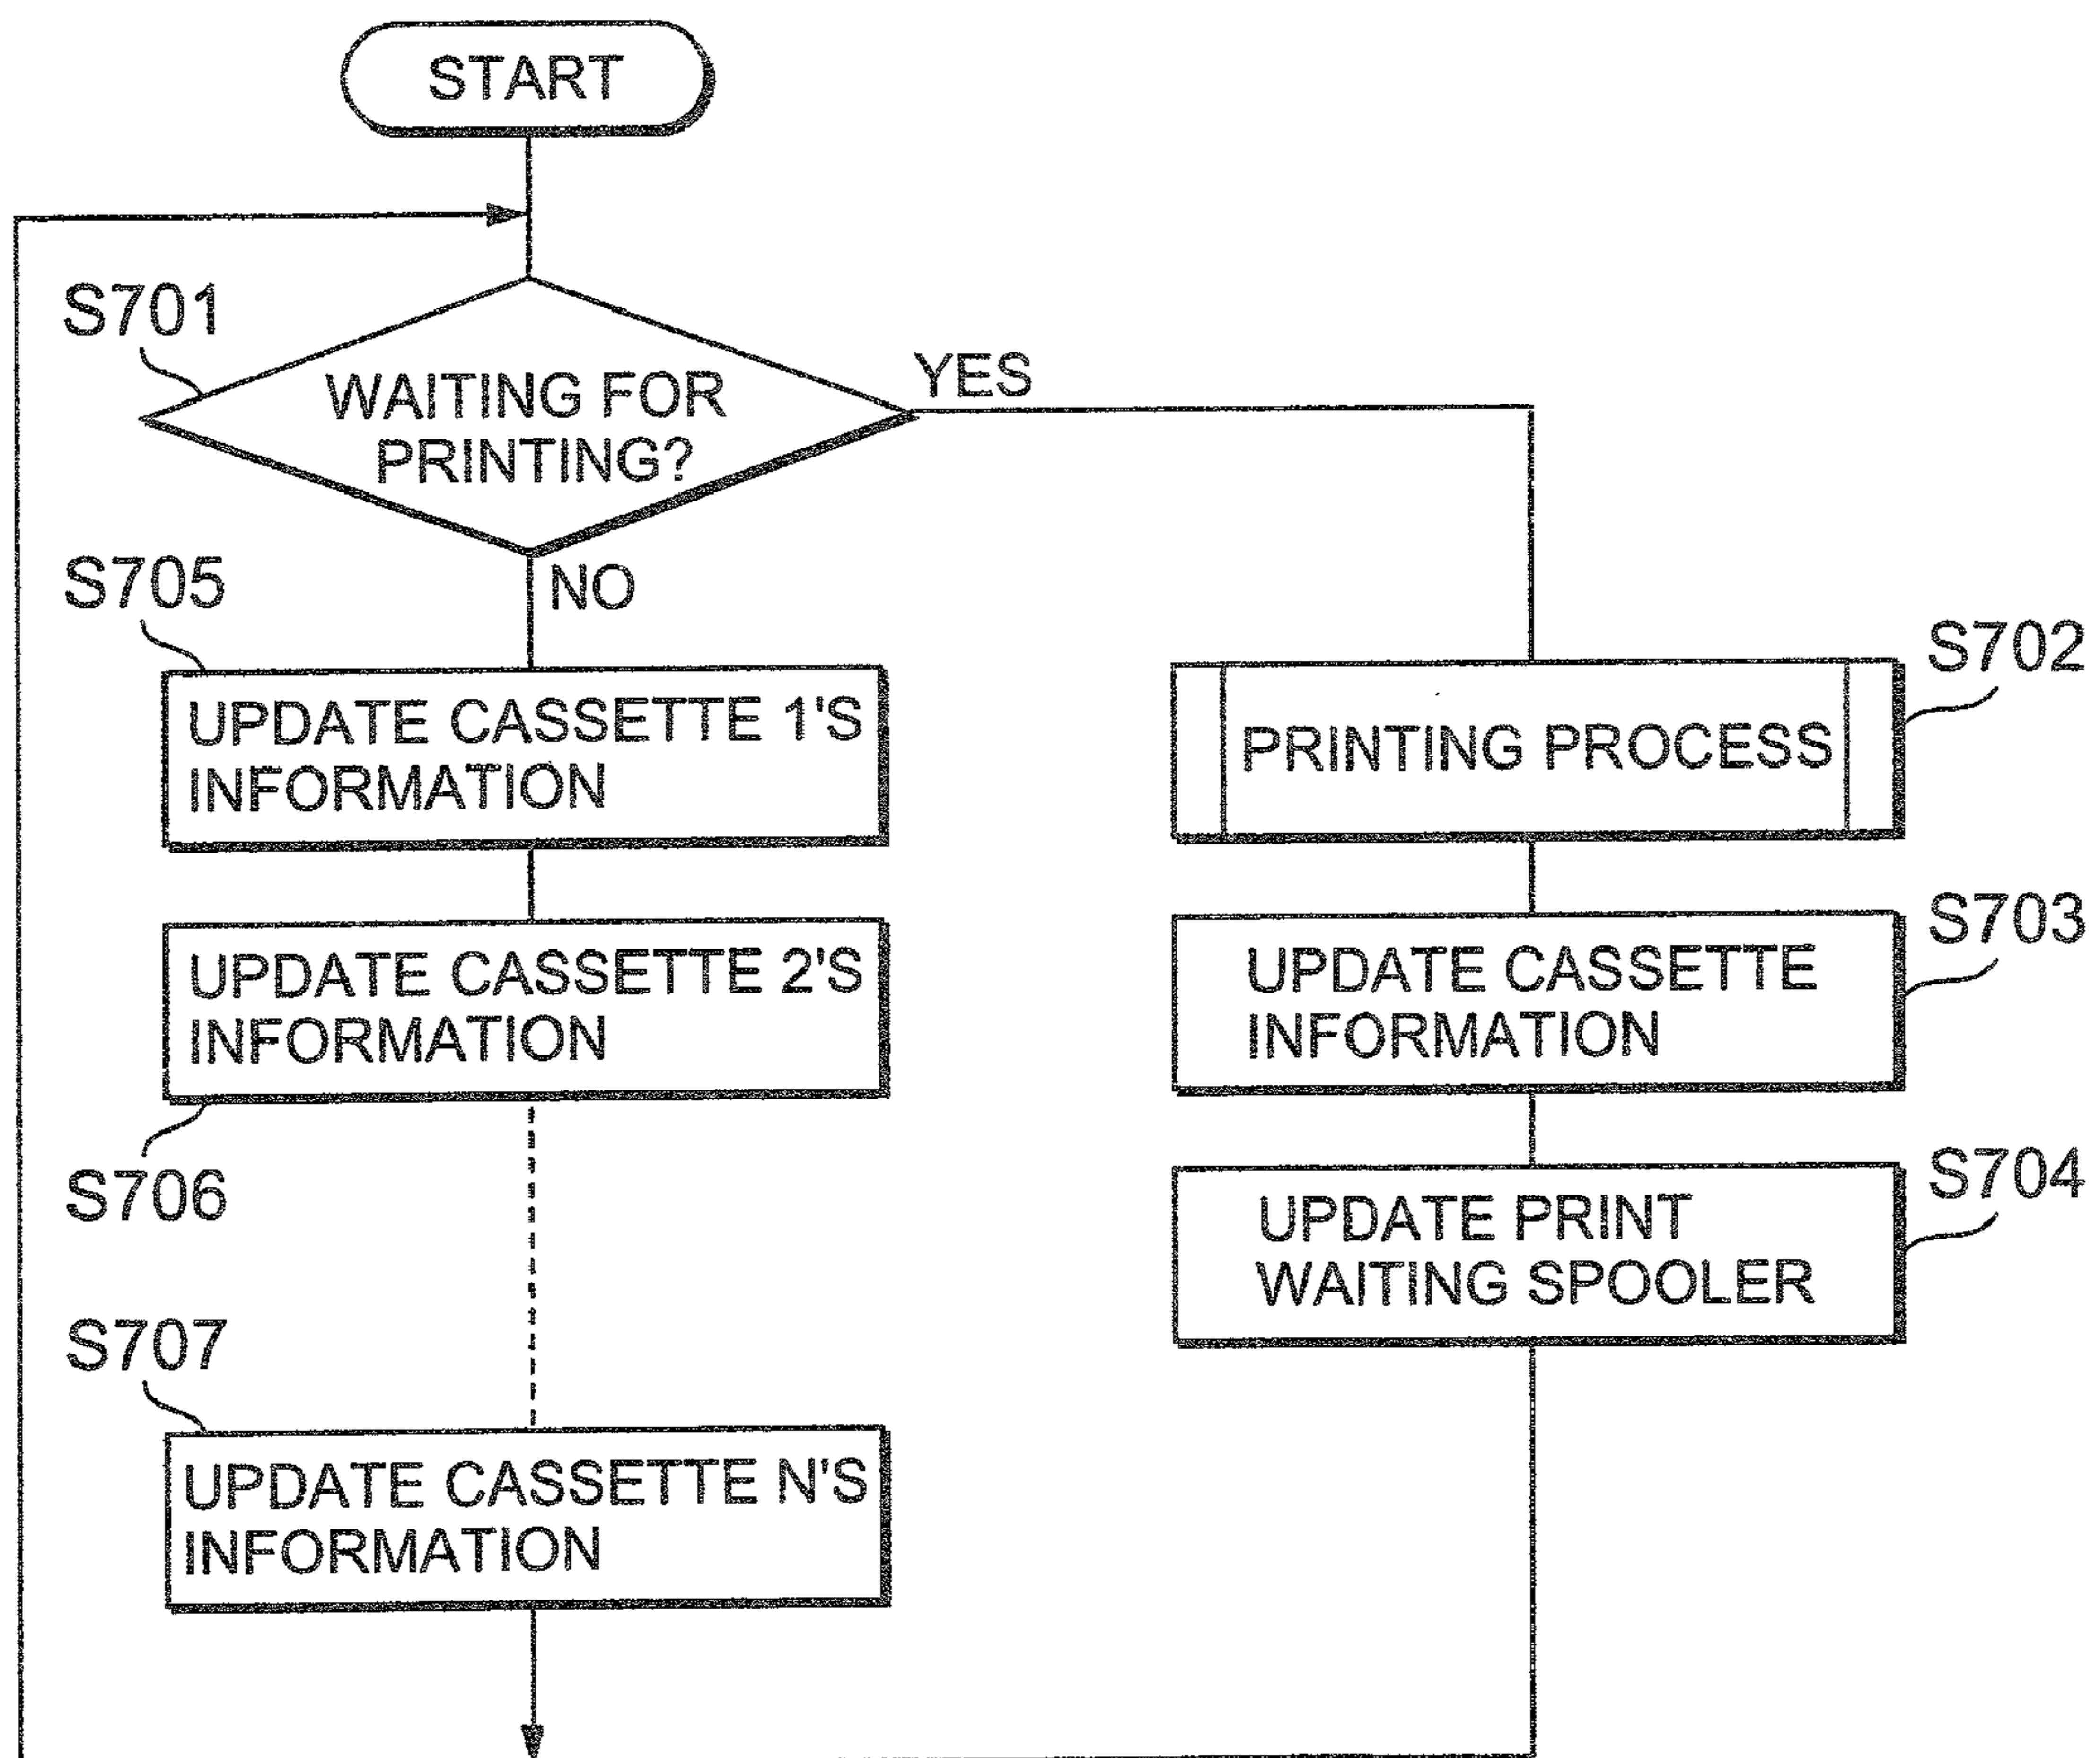 START
S701
WAITING FOR
PRINTING?
YES
NO
S705
UPDATE CASSETTE 1'S
INFORMATION
UPDATE CASSETTE 2'S
INFORMATION
S706
S707
UPDATE CASSETTE N'S
INFORMATION
S702
PRINTING PROCESS
S703
UPDATE CASSETTE
INFORMATION
S704
UPDATE PRINT
WAITING SPOOLER